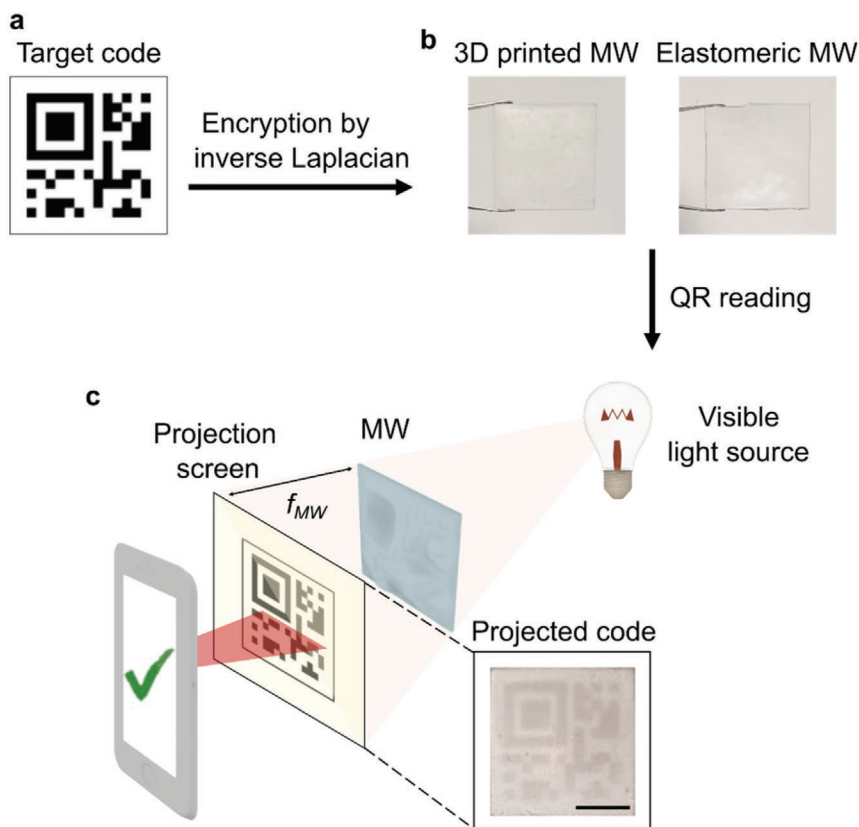 a
Target code
Encryption by
inverse Laplacian
b
3D printed MW
Elastomeric MW
QR reading
c
Projection
screen
MW
f_MW
Visible
light source
Projected code